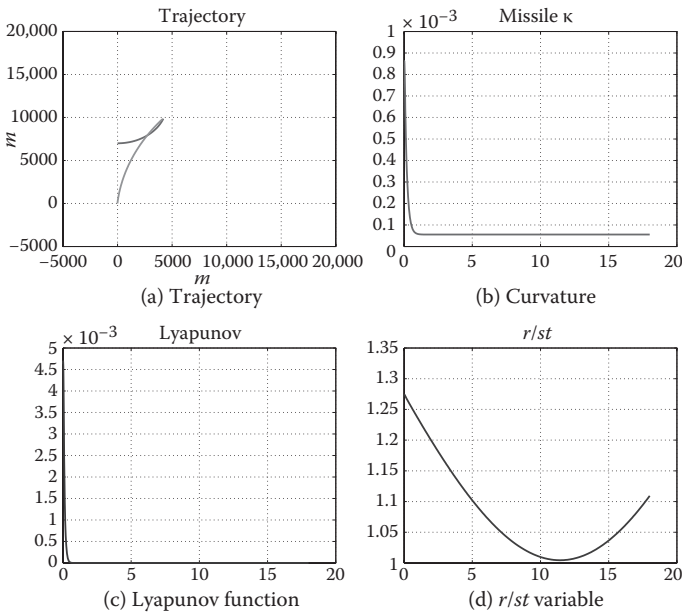 Trajectory
20,000
15,000
10000
5000
0
−5000
m
−5000 0 5000 10,000 15,000 20,000
m
(a) Trajectory
Missile κ
1 × 10⁻³
0.9
0.8
0.7
0.6
0.5
0.4
0.3
0.2
0.1
0
0 5 10 15 20
(b) Curvature
Lyapunov
5 × 10⁻³
4.5
4
3.5
3
2.5
2
1.5
1
0.5
0
0 5 10 15 20
(c) Lyapunov function
r/st
1.35
1.3
1.25
1.2
1.15
1.1
1.05
1
0 5 10 15 20
(d) r/st variable